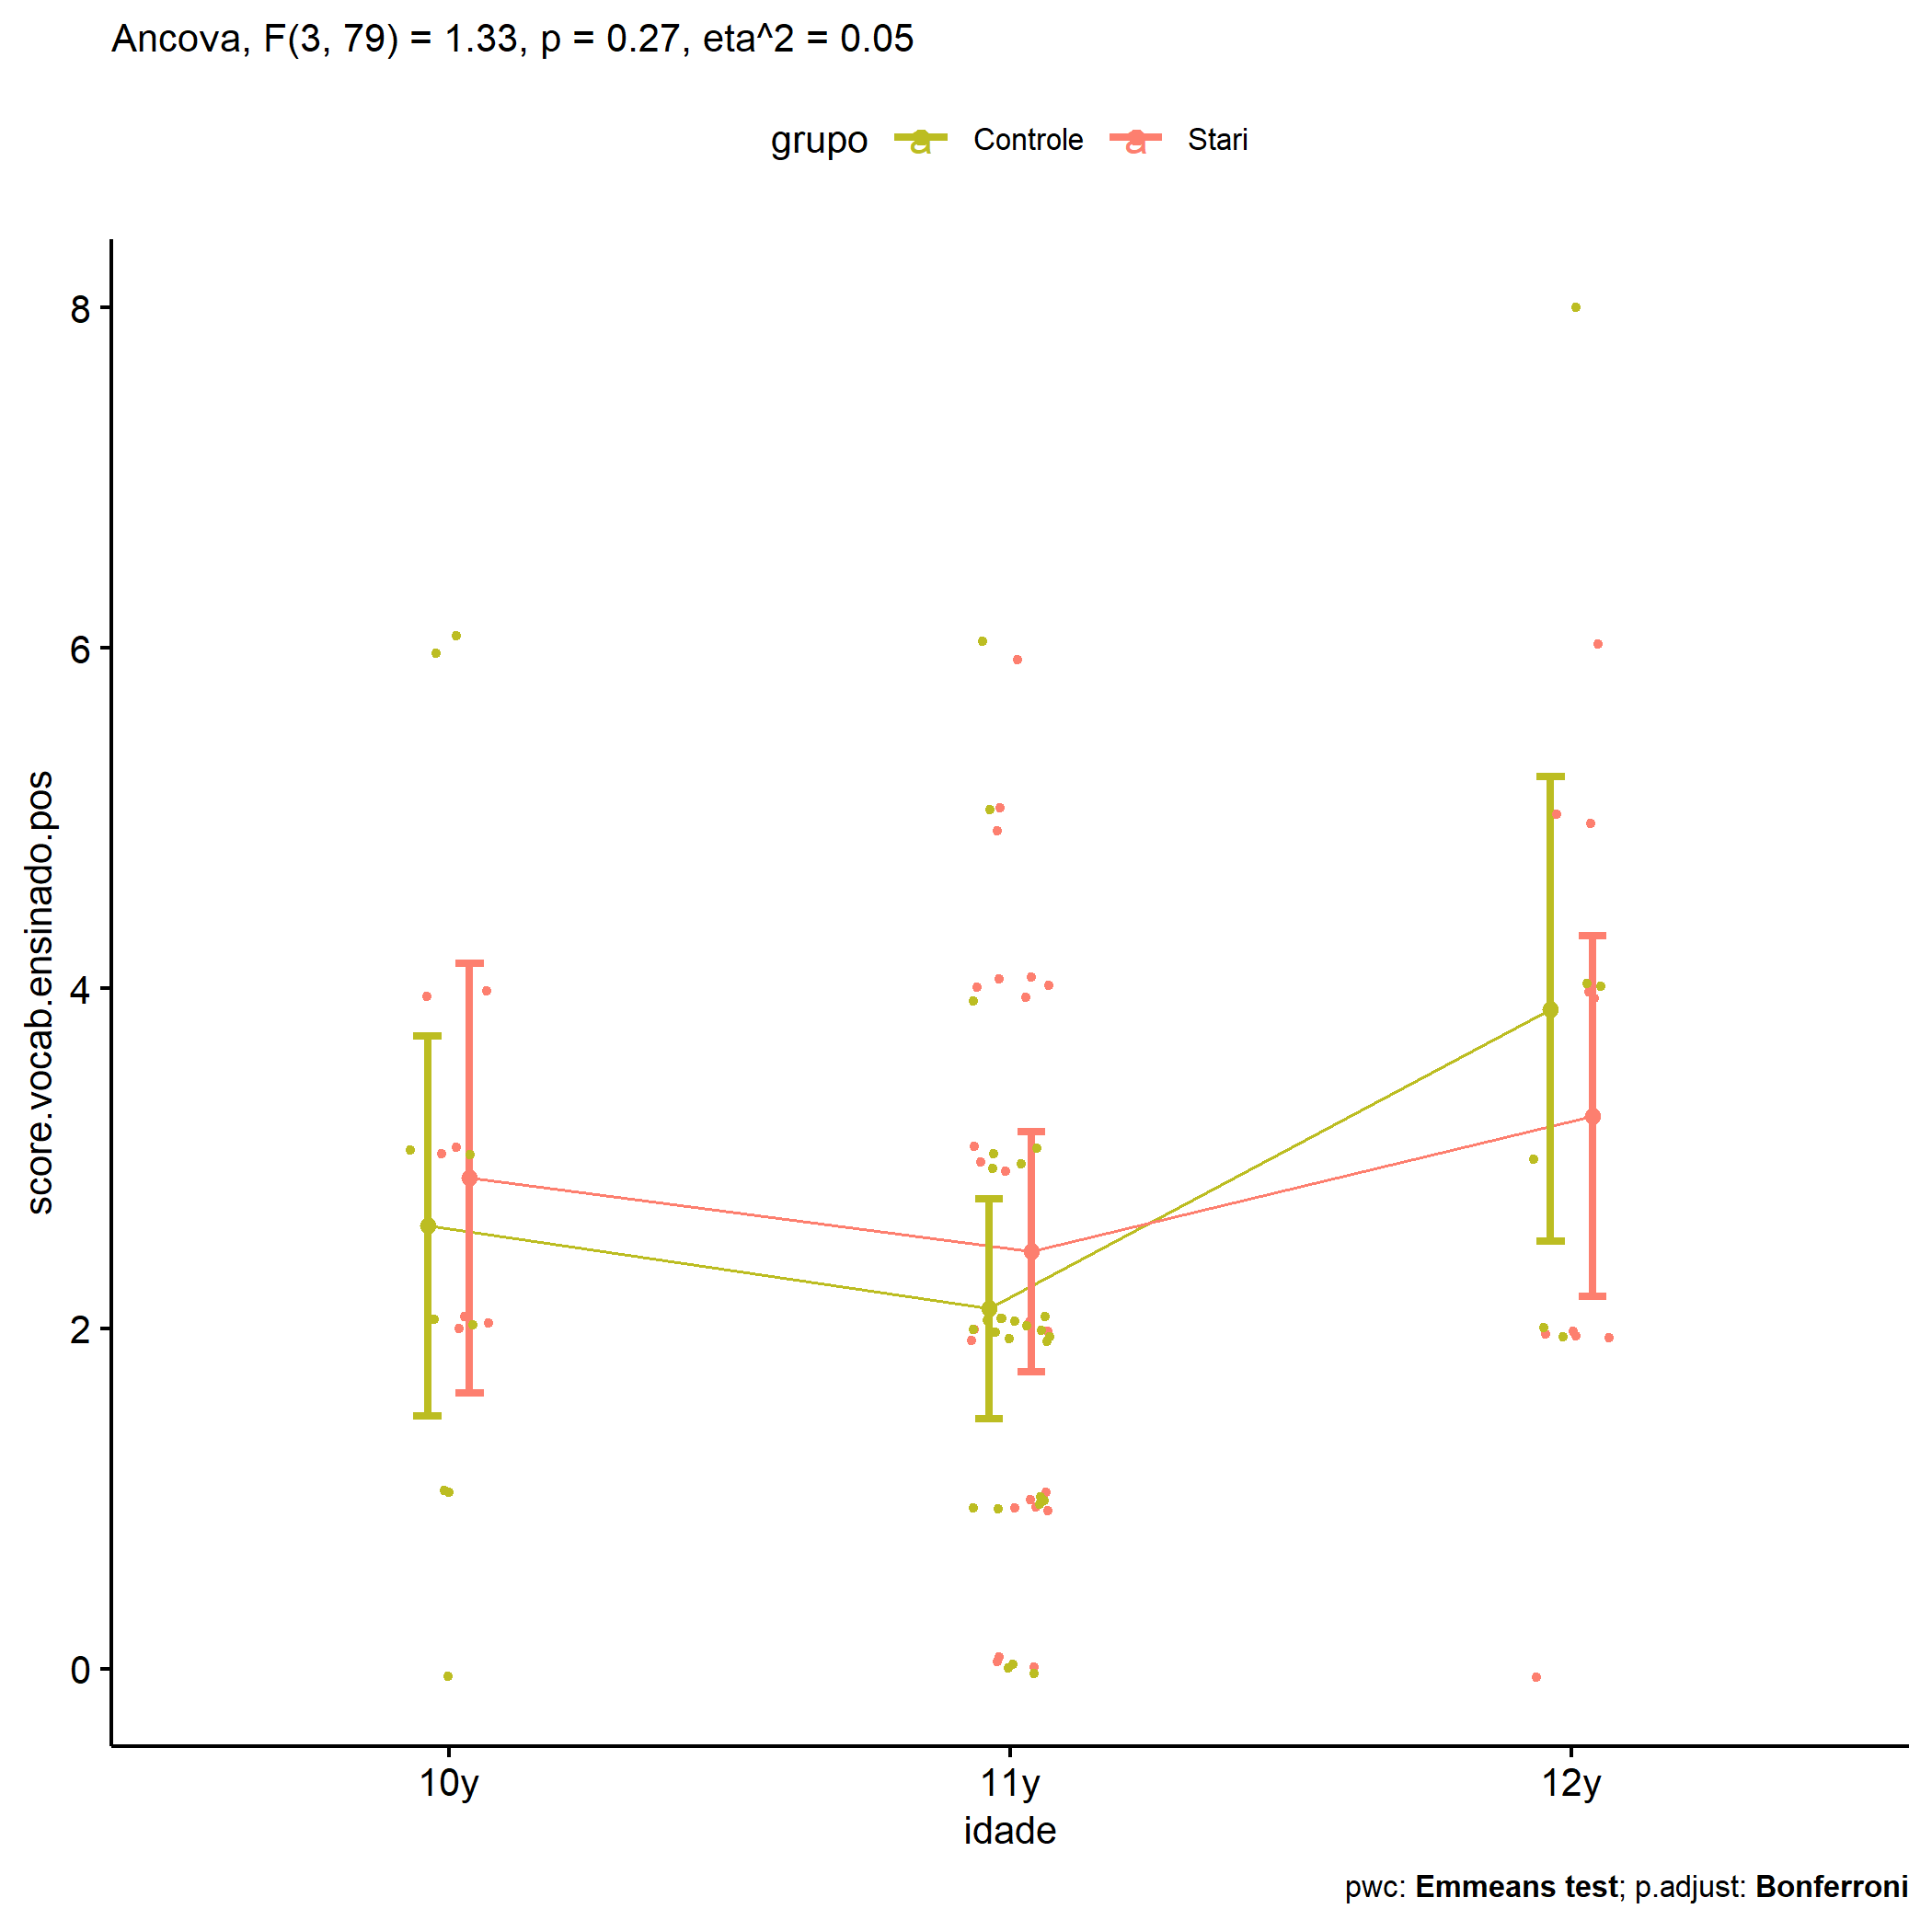 Ancova, F(3, 79) = 1.33, p = 0.27, eta^2 = 0.05
grupo a Controle a Stari
8
6
4
2
0
score.vocab.ensinado.pos
10y 11y 12y
idade
pwc: Emmeans test; p.adjust: Bonferroni